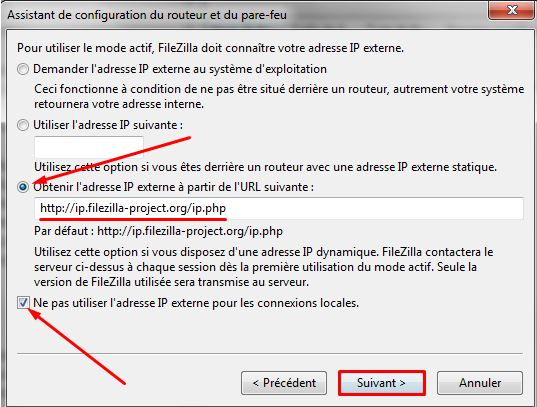 Assistant de configuration du routeur et du pare-feu
Pour utiliser le mode actif, FileZilla doit connaître votre adresse IP externe.
Demander l'adresse IP externe au système d'exploitation
Ceci fonctionne à condition de ne pas être situé derrière un routeur, autrement votre système
retournera votre adresse interne.
Utiliser l'adresse IP suivante :
Utilisez cette option si vous êtes derrière un routeur avec une adresse IP externe statique.
Obtenir l'adresse IP externe à partir de l'URL suivante :
http://ip.filezilla-project.org/ip.php
Par défaut : http://ip.filezilla-project.org/ip.php
Utilisez cette option si vous disposez d'une adresse IP dynamique. FileZilla contactera le
serveur ci-dessus à chaque session dès la première utilisation du mode actif. Seule la
version de FileZilla utilisée sera transmise au serveur.
Ne pas utiliser l'adresse IP externe pour les connexions locales.
< Précédent
Suivant >
Annuler